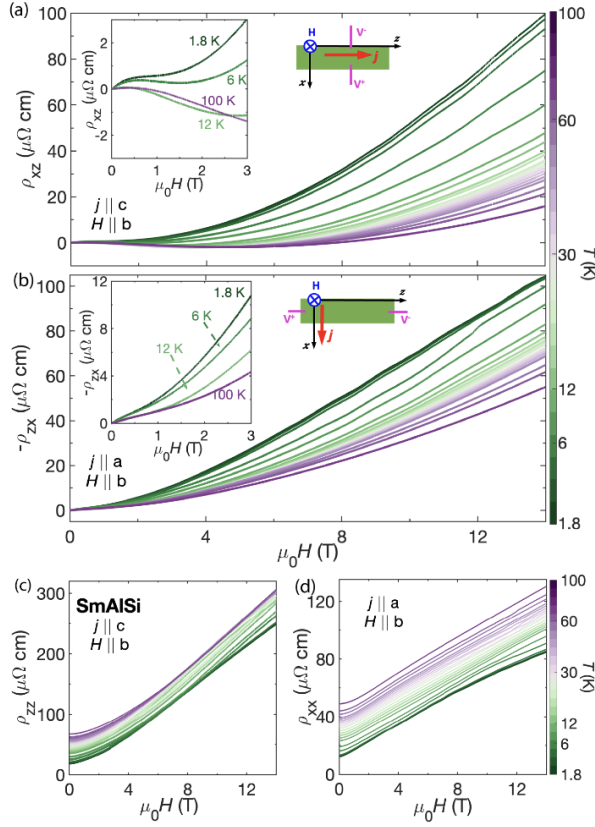 (a)
100
80
60
40
20
0
ρxz (μΩ cm)
2
0
-2
ρxz (μΩ cm)
1.8 K
6 K
100 K
12 K
0 1 2 3
μ0H (T)
H
z
V-
j
x
V+
j || c
H || b
(b)
100
80
60
40
20
0
-ρzx (μΩ cm)
12
8
4
0
-ρzx (μΩ cm)
1.8 K
6 K
12 K
100 K
0 1 2 3
μ0H (T)
H
z
V+
V-
x
j
j || a
H || b
0 4 8 12
μ0H (T)
100
60
30
12
6
1.8
T (K)
(c)
300
200
100
0
ρzz (μΩ cm)
SmAlSi
j || c
H || b
0 4 8 12
μ0H (T)
(d)
120
80
40
0
ρxx (μΩ cm)
j || a
H || b
0 4 8 12
μ0H (T)
100
60
30
12
6
1.8
T (K)